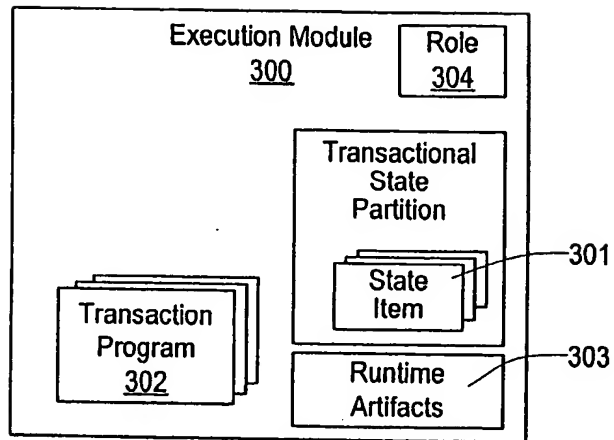 Execution Module
300
Role
304
Transactional
State
Partition
State
Item
301
Transaction
Program
302
Runtime
Artifacts
303